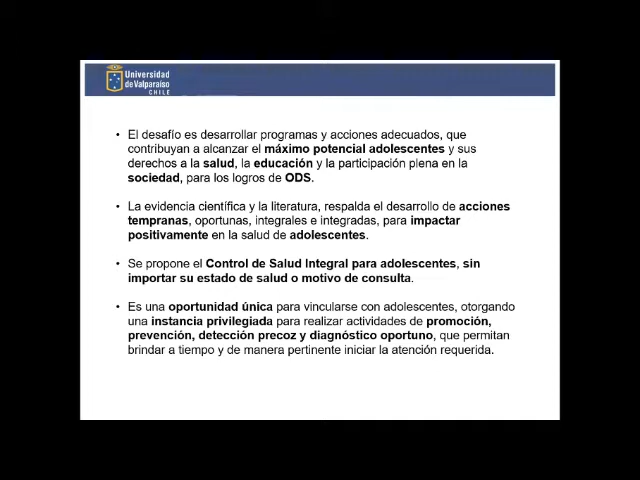 Universidad
de Valparaíso
CHILE
• El desafío es desarrollar programas y acciones adecuados, que
contribuyan a alcanzar el máximo potencial adolescentes y sus
derechos a la salud, la educación y la participación plena en la
sociedad, para los logros de ODS.
• La evidencia científica y la literatura, respalda el desarrollo de acciones
tempranas, oportunas, integrales e integradas, para impactar
positivamente en la salud de adolescentes.
• Se propone el Control de Salud Integral para adolescentes, sin
importar su estado de salud o motivo de consulta.
• Es una oportunidad única para vincularse con adolescentes, otorgando
una instancia privilegiada para realizar actividades de promoción,
prevención, detección precoz y diagnóstico oportuno, que permitan
brindar a tiempo y de manera pertinente iniciar la atención requerida.